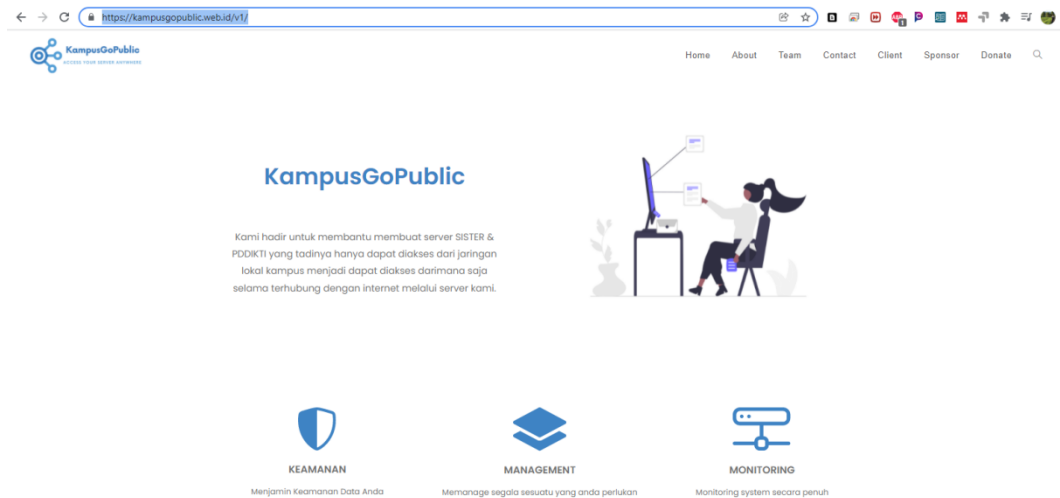 https://kampusgopublic.web.id/v1/
KampusGoPublic
ACCESS YOUR SERVER ANYWHERE
Home About Team Contact Client Sponsor Donate
KampusGoPublic
Kami hadir untuk membantu membuat server SISTER &
PDDIKTI yang tadinya hanya dapat diakses dari jaringan
lokal kampus menjadi dapat diakses darimana saja
selama terhubung dengan internet melalui server kami.
KEAMANAN
Menjamin Keamanan Data Anda
MANAGEMENT
Memanage segala sesuatu yang anda perlukan
MONITORING
Monitoring system secara penuh